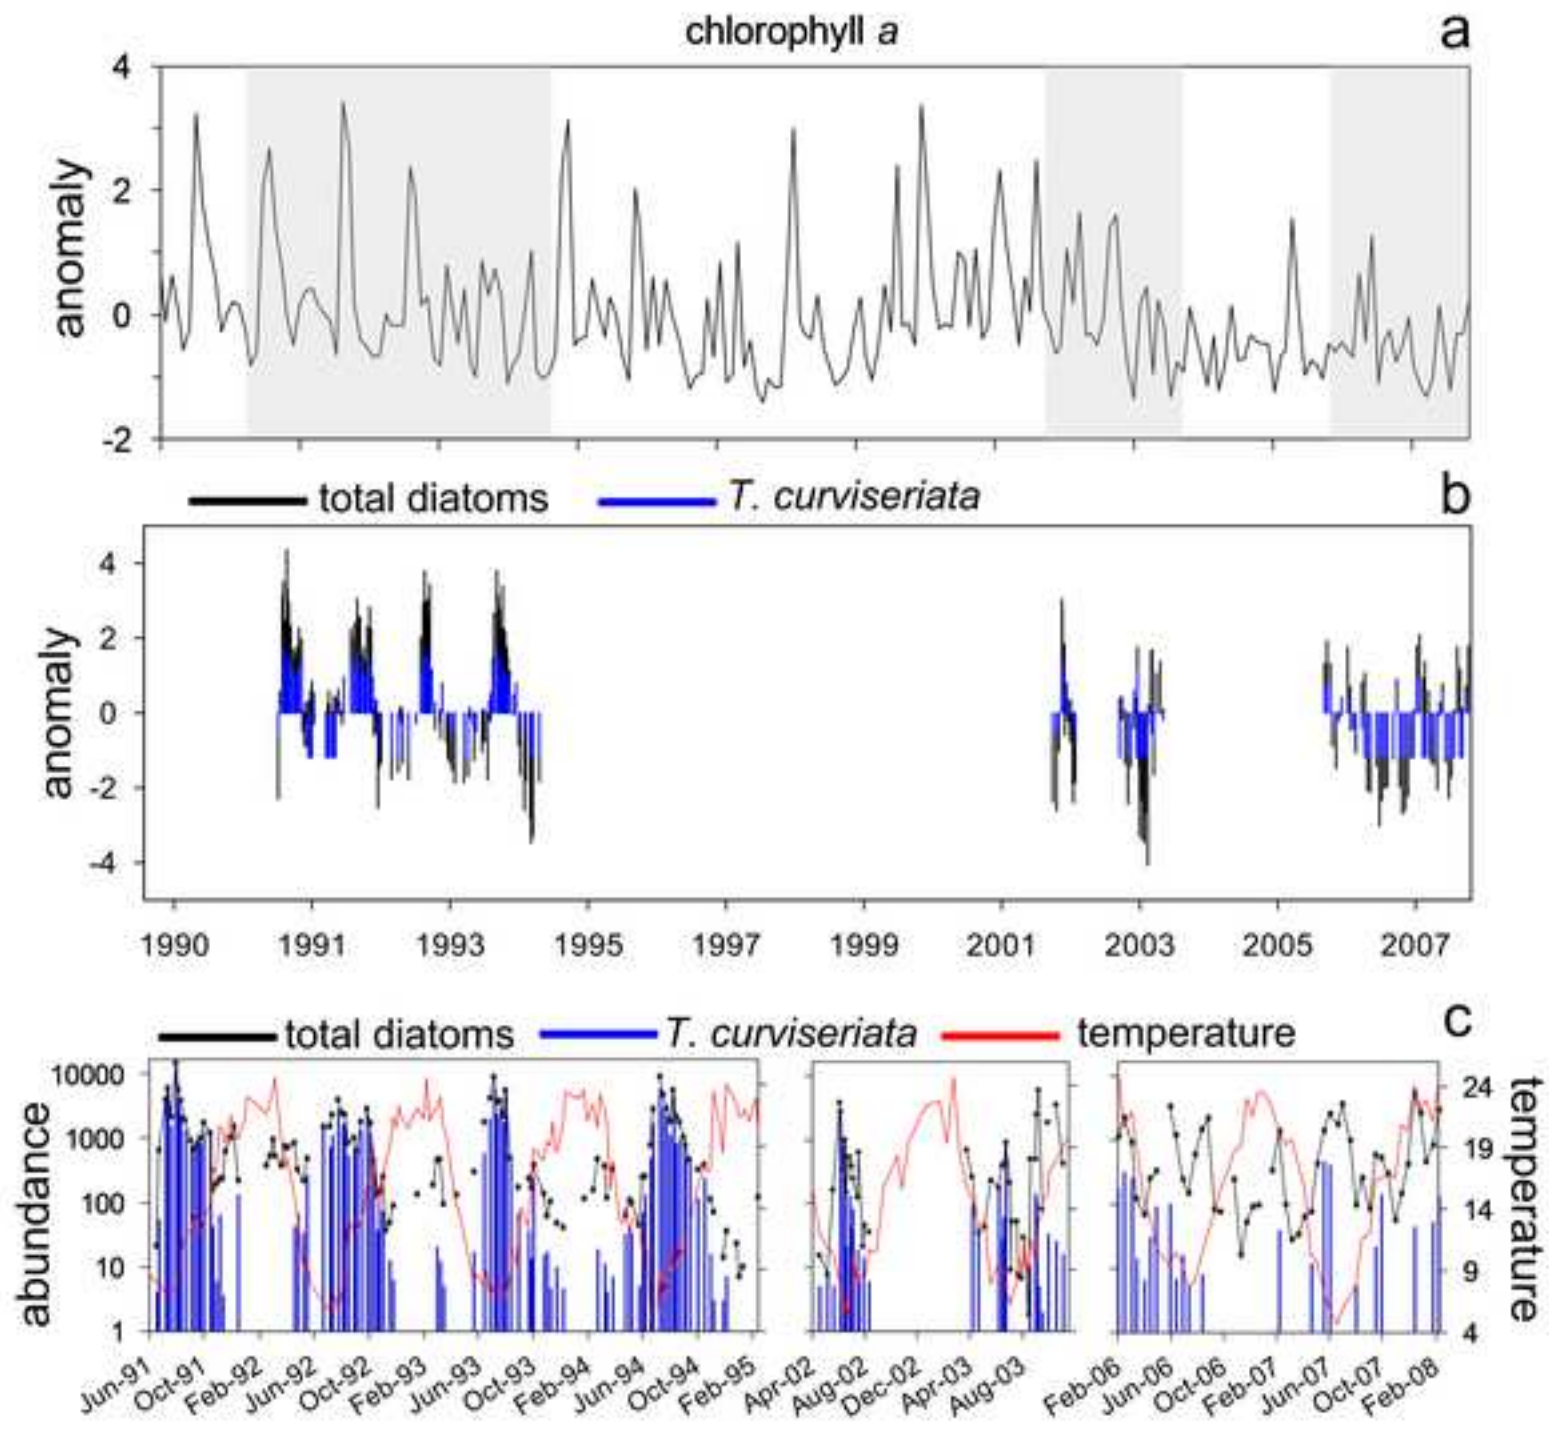 chlorophyll a
a
4
2
0
-2
anomaly
total diatoms T. curviseriata
b
4
2
0
-2
-4
anomaly
1990 1991 1993 1995 1997 1999 2001 2003 2005 2007
total diatoms T. curviseriata temperature
c
10000
1000
100
10
1
abundance
24
19
14
9
4
temperature
Jun-91 Oct-91 Feb-92 Jun-92 Oct-92 Feb-93 Jun-93 Oct-93 Feb-94 Jun-94 Oct-94 Feb-95
Apr-02 Aug-02 Dec-02 Apr-03 Aug-03
Feb-06 Jun-06 Oct-06 Feb-07 Jun-07 Oct-07 Feb-08